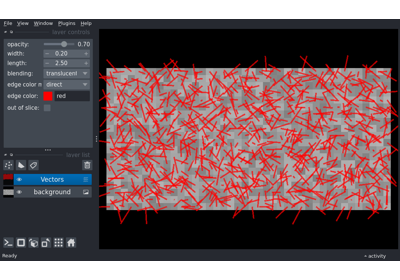 File View Window Plugins Help
layer controls
opacity: 0.70
width: 0.20
length: 2.50
blending: translucent
edge color m direct
edge color: red
out of slice:
layer list
Vectors
background
Ready
activity